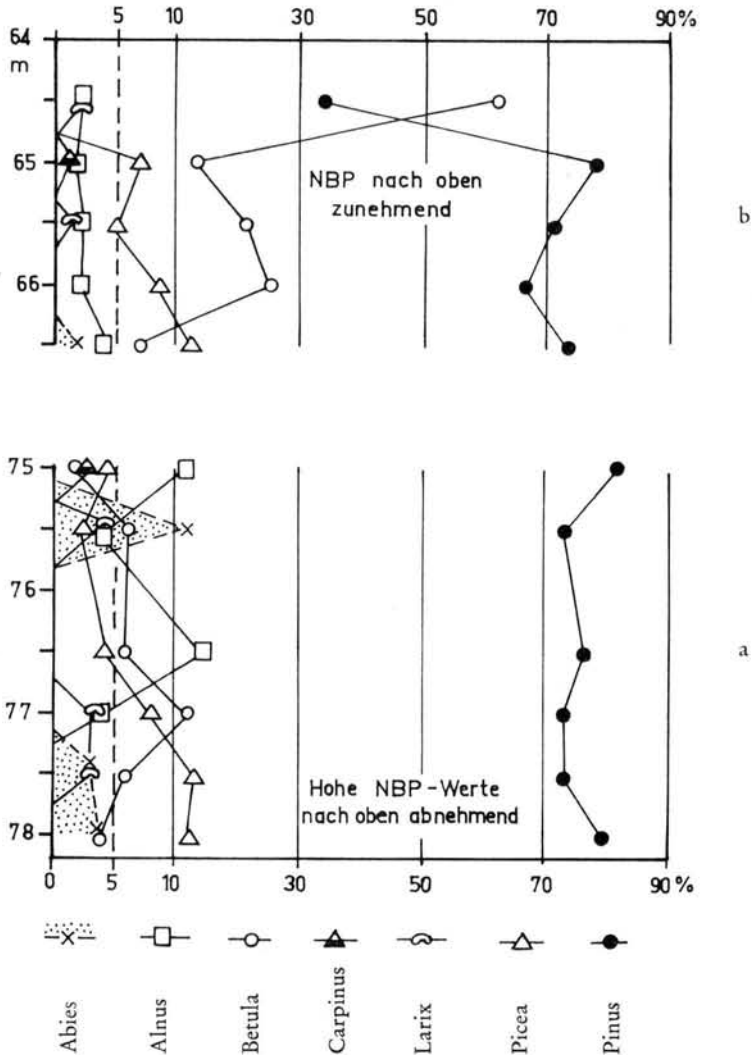 0 5 10 30 50 70 90%
64
m
65
NBP nach oben
zunehmend
b
66
75
76
a
77
Hohe NBP-Werte
nach oben abnehmend
78
0 5 10 30 50 70 90%
Abies
Alnus
Betula
Carpinus
Larix
Picea
Pinus